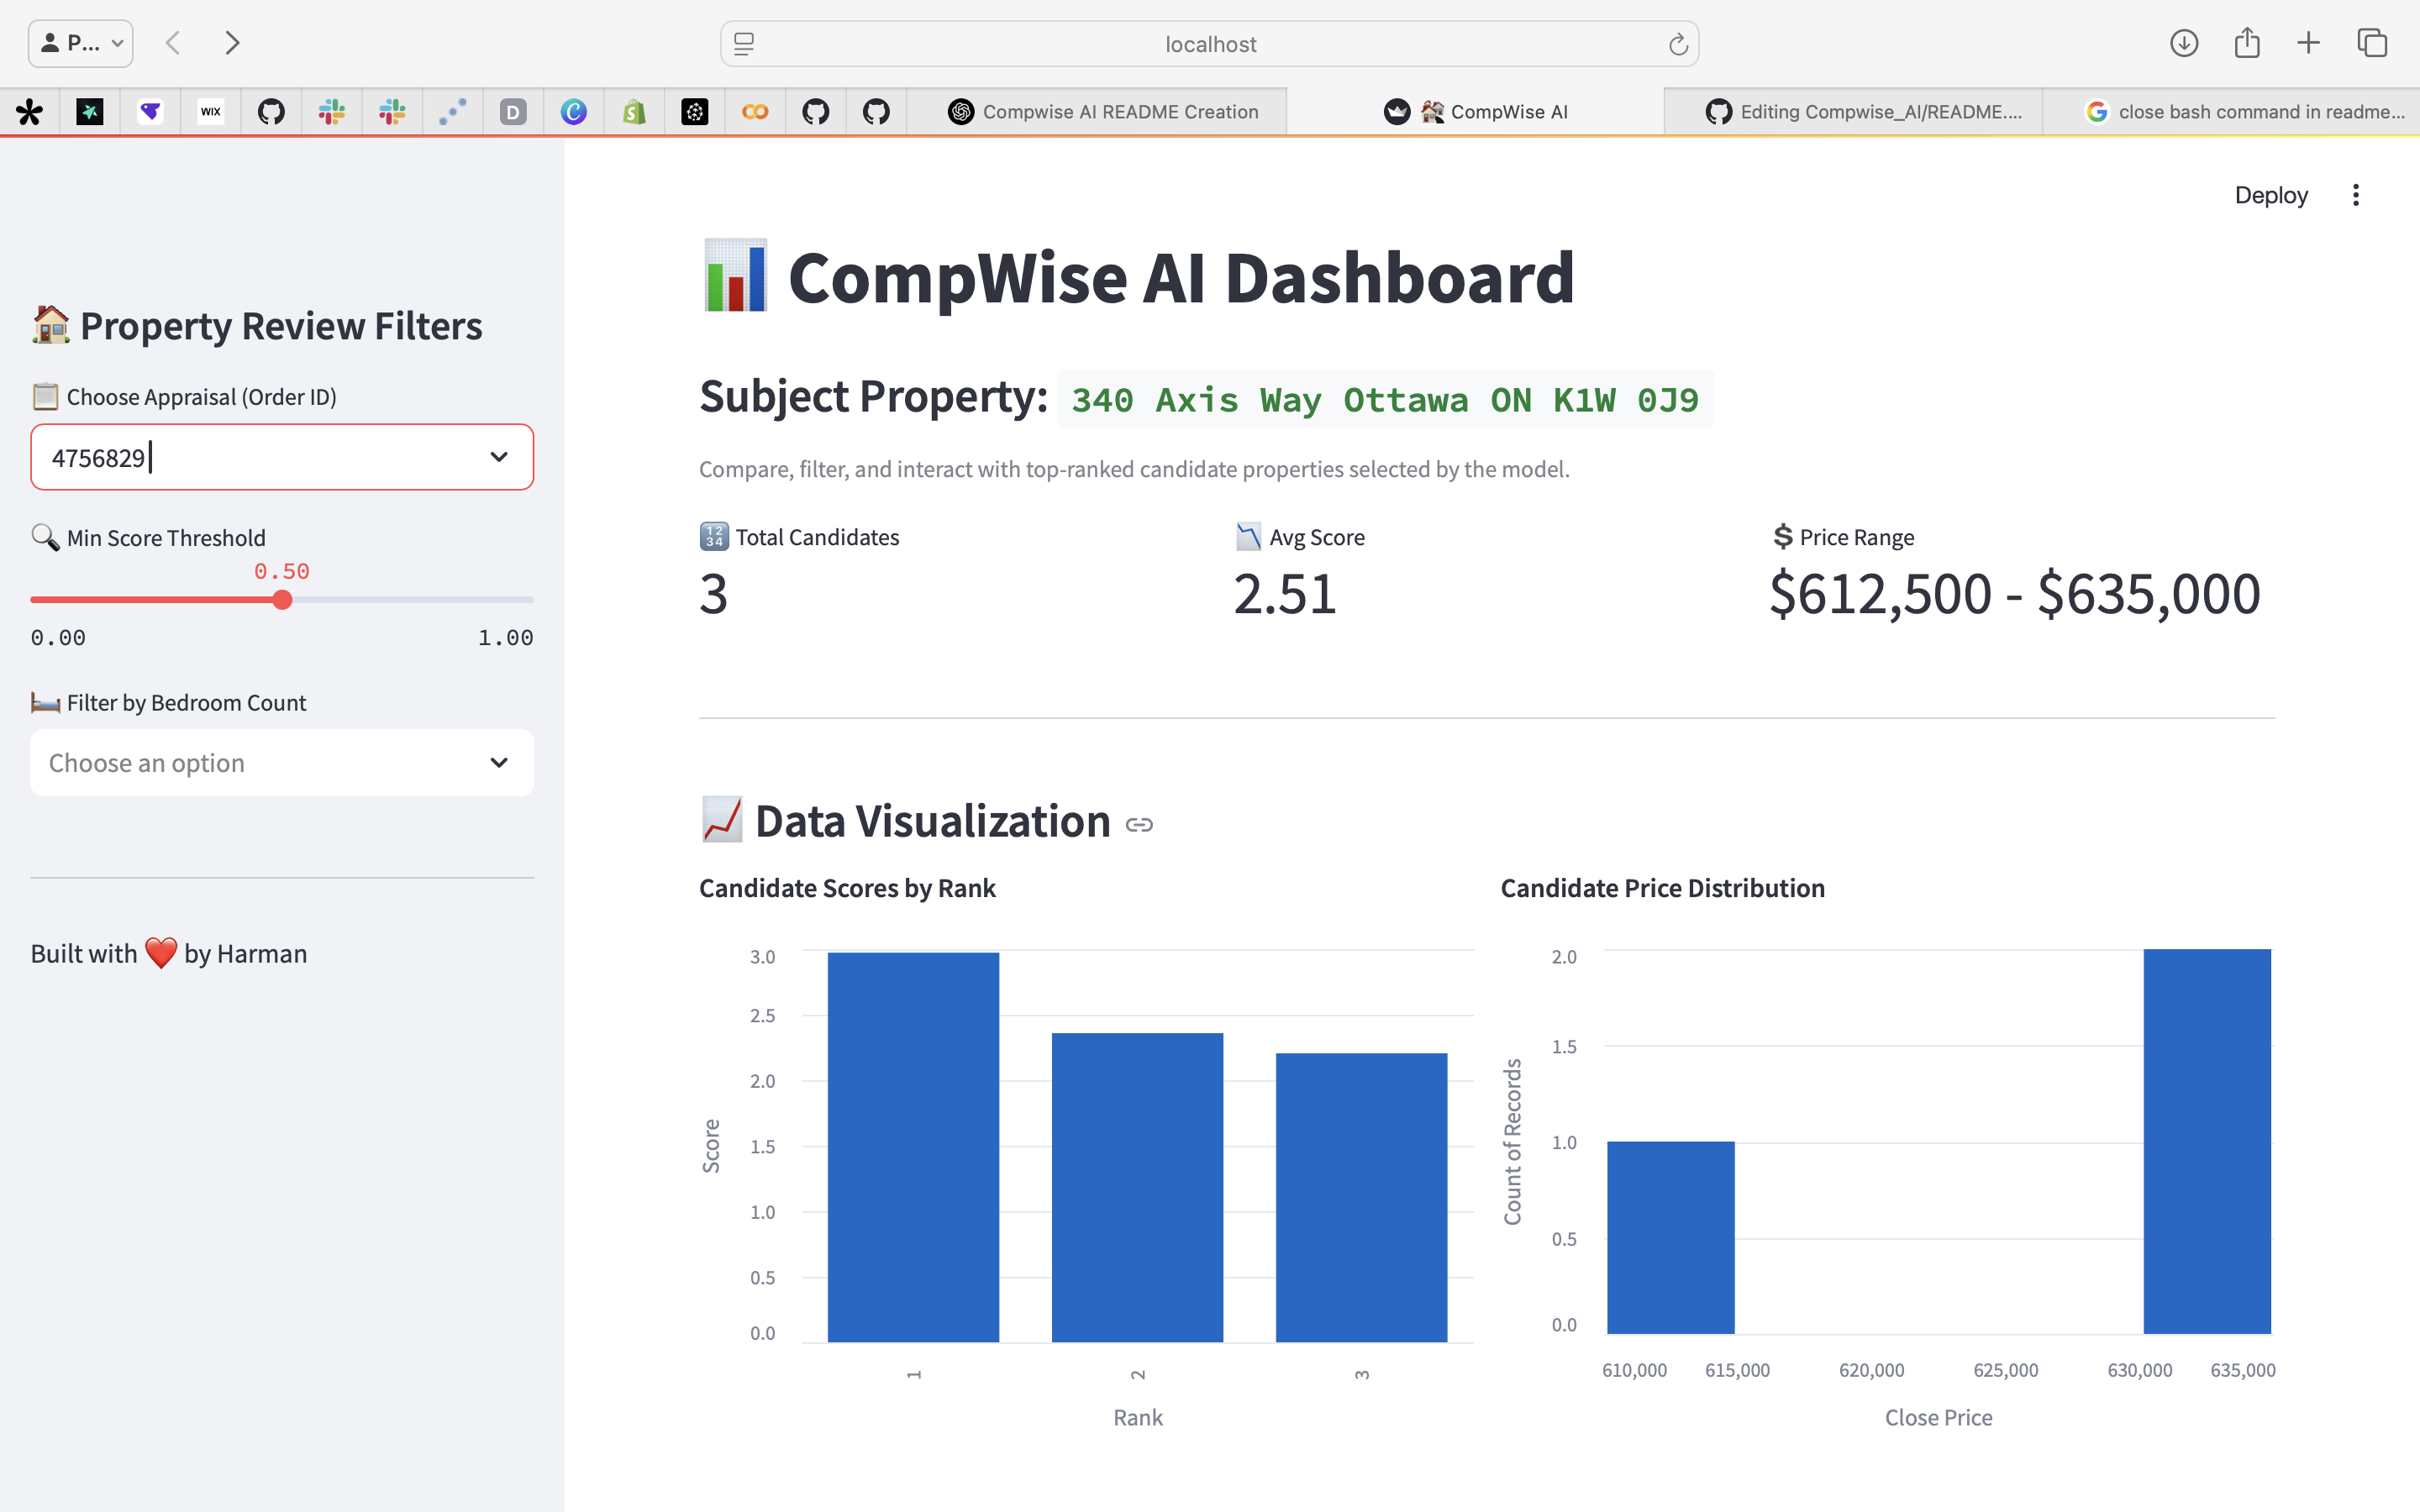 P...
localhost
WIX
D
Compwise AI README Creation
CompWise AI
Editing Compwise_AI/README....
close bash command in readme...
Deploy
Property Review Filters
Choose Appraisal (Order ID)
4756829
Min Score Threshold
0.50
0.00 1.00
Filter by Bedroom Count
Choose an option
Built with ❤️ by Harman
CompWise AI Dashboard
Subject Property: 340 Axis Way Ottawa ON K1W 0J9
Compare, filter, and interact with top-ranked candidate properties selected by the model.
Total Candidates
3
Avg Score
2.51
$ Price Range
$612,500 - $635,000
Data Visualization
Candidate Scores by Rank
3.0
2.5
2.0
1.5
1.0
0.5
0.0
Score
1 2 3
Rank
Candidate Price Distribution
2.0
1.5
1.0
0.5
0.0
Count of Records
610,000 615,000 620,000 625,000 630,000 635,000
Close Price